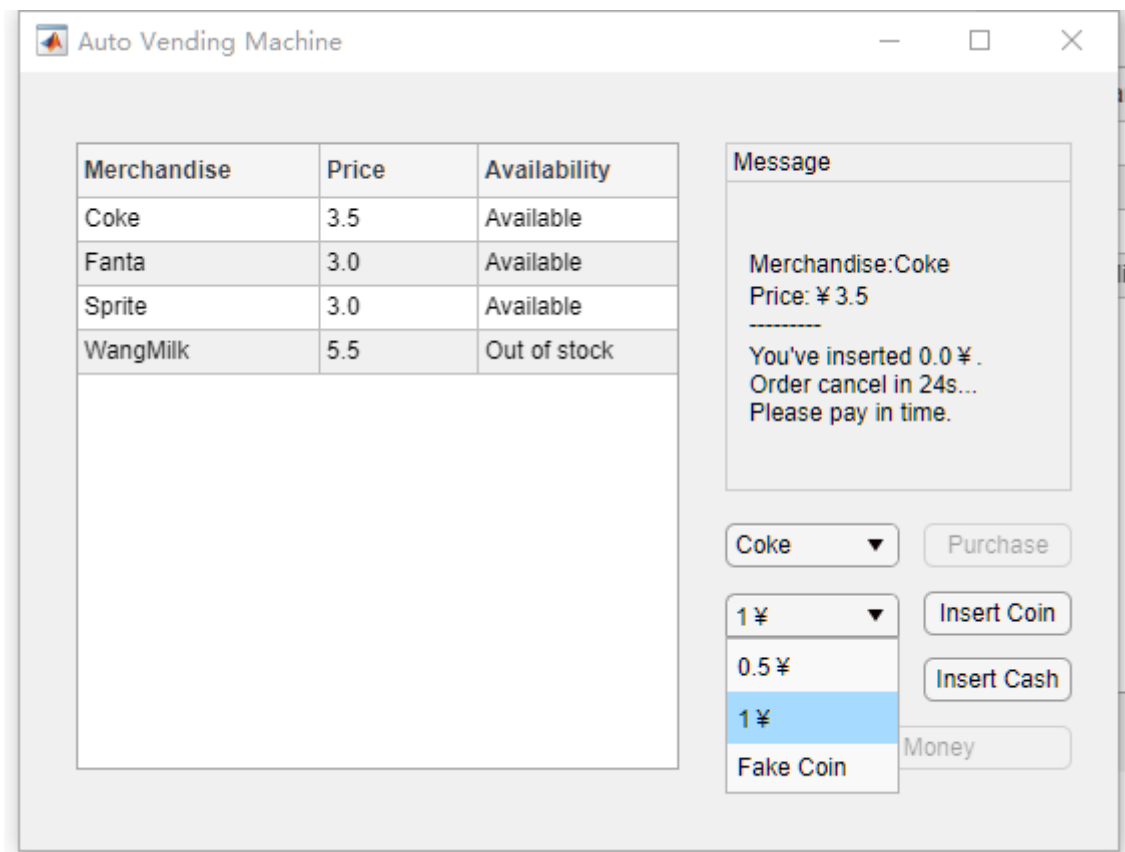 Auto Vending Machine
Merchandise Price Availability
Coke 3.5 Available
Fanta 3.0 Available
Sprite 3.0 Available
WangMilk 5.5 Out of stock
Message
Merchandise:Coke
Price: ¥ 3.5
---------
You've inserted 0.0 ¥ .
Order cancel in 24s...
Please pay in time.
Coke
Purchase
1 ¥
Insert Coin
0.5 ¥
1 ¥
Fake Coin
Insert Cash
Money